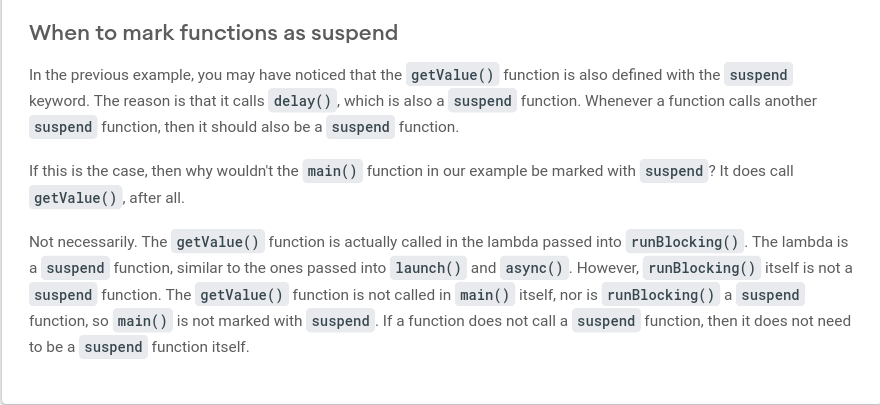 When to mark functions as suspend
In the previous example, you may have noticed that the getValue() function is also defined with the suspend
keyword. The reason is that it calls delay(), which is also a suspend function. Whenever a function calls another
suspend function, then it should also be a suspend function.
If this is the case, then why wouldn't the main() function in our example be marked with suspend? It does call
getValue(), after all.
Not necessarily. The getValue() function is actually called in the lambda passed into runBlocking(). The lambda is
a suspend function, similar to the ones passed into launch() and async(). However, runBlocking() itself is not a
suspend function. The getValue() function is not called in main() itself, nor is runBlocking() a suspend
function, so main() is not marked with suspend. If a function does not call a suspend function, then it does not need
to be a suspend function itself.